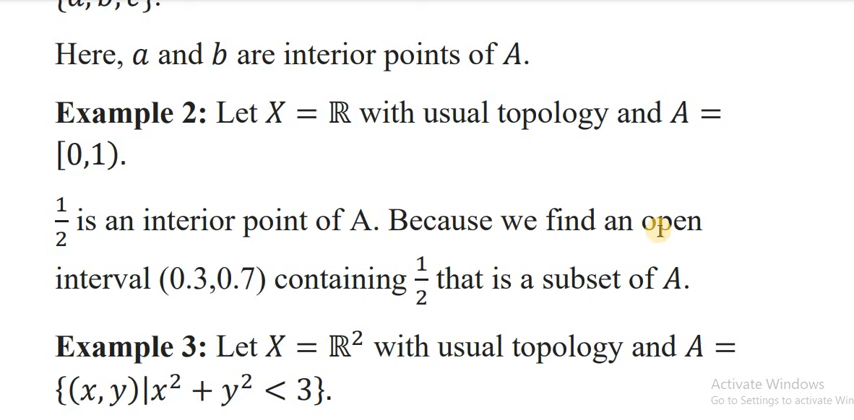 {a, b, c}.
Here, a and b are interior points of A.
Example 2: Let X = ℝ with usual topology and A =
[0,1).
1/2 is an interior point of A. Because we find an open
interval (0.3,0.7) containing 1/2 that is a subset of A.
Example 3: Let X = ℝ² with usual topology and A =
{(x, y)|x² + y² < 3}.
Activate Windows
Go to Settings to activate Win